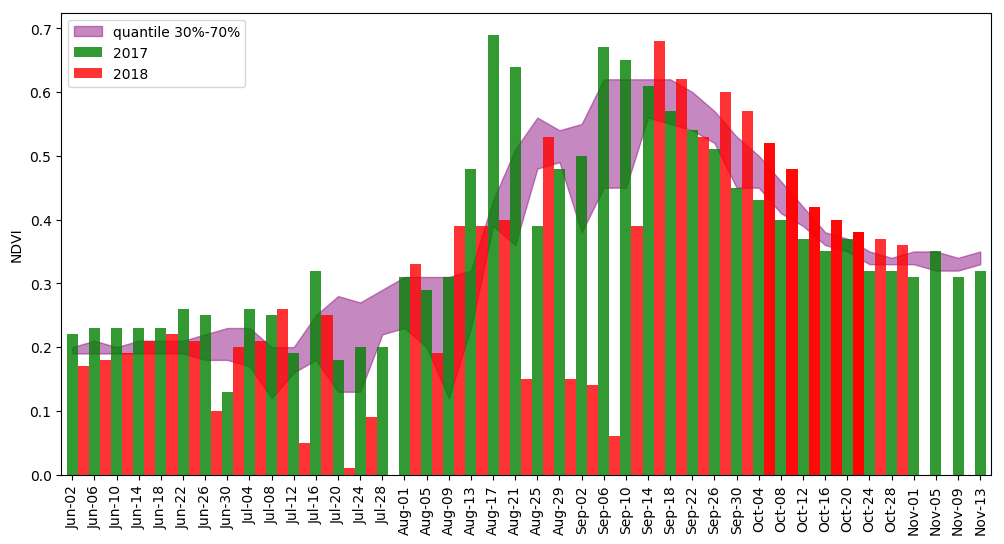 quantile 30%-70%
2017
2018
NDVI
0.7
0.6
0.5
0.4
0.3
0.2
0.1
0.0
Jun-02
Jun-06
Jun-10
Jun-14
Jun-18
Jun-22
Jun-26
Jun-30
Jul-04
Jul-08
Jul-12
Jul-16
Jul-20
Jul-24
Jul-28
Aug-01
Aug-05
Aug-09
Aug-13
Aug-17
Aug-21
Aug-25
Aug-29
Sep-02
Sep-06
Sep-10
Sep-14
Sep-18
Sep-22
Sep-26
Sep-30
Oct-04
Oct-08
Oct-12
Oct-16
Oct-20
Oct-24
Oct-28
Nov-01
Nov-05
Nov-09
Nov-13